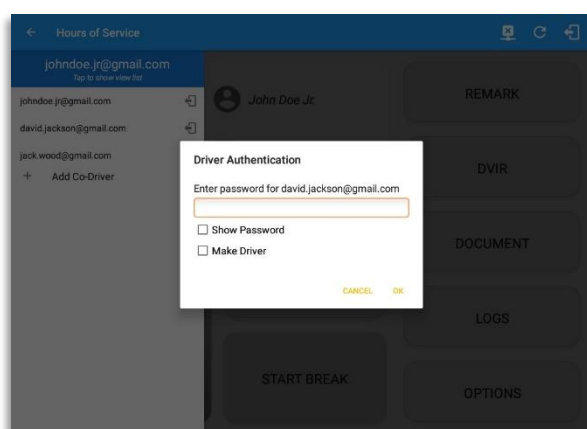 Hours of Service
johndoe.jr@gmail.com
Tap to show view list
johndoe.jr@gmail.com
david.jackson@gmail.com
jack.wood@gmail.com
+ Add Co-Driver
John Doe Jr.
REMARK
DVIR
DOCUMENT
LOGS
START BREAK
OPTIONS
Driver Authentication
Enter password for david.jackson@gmail.com
Show Password
Make Driver
CANCEL OK